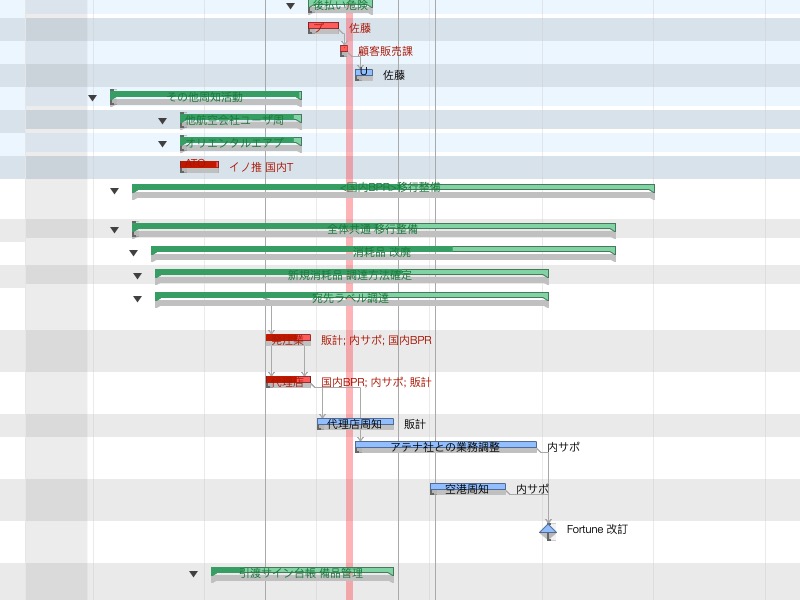 後払い危険
佐藤
顧客販売課
佐藤
その他周知活動
他航空会社ユーザ周
オリエンタルエアブ
ATO
イノ推 国内T
<国内BPR>移行整備
全体共通 移行整備
消耗品 改廃
新規消耗品 調達方法確定
宛先ラベル調達
発注業
販計; 内サポ; 国内BPR
代理店
国内BPR; 内サポ; 販計
代理店周知 販計
アテナ社との業務調整 内サポ
空港周知 内サポ
Fortune 改訂
引渡サイン台帳 備品管理